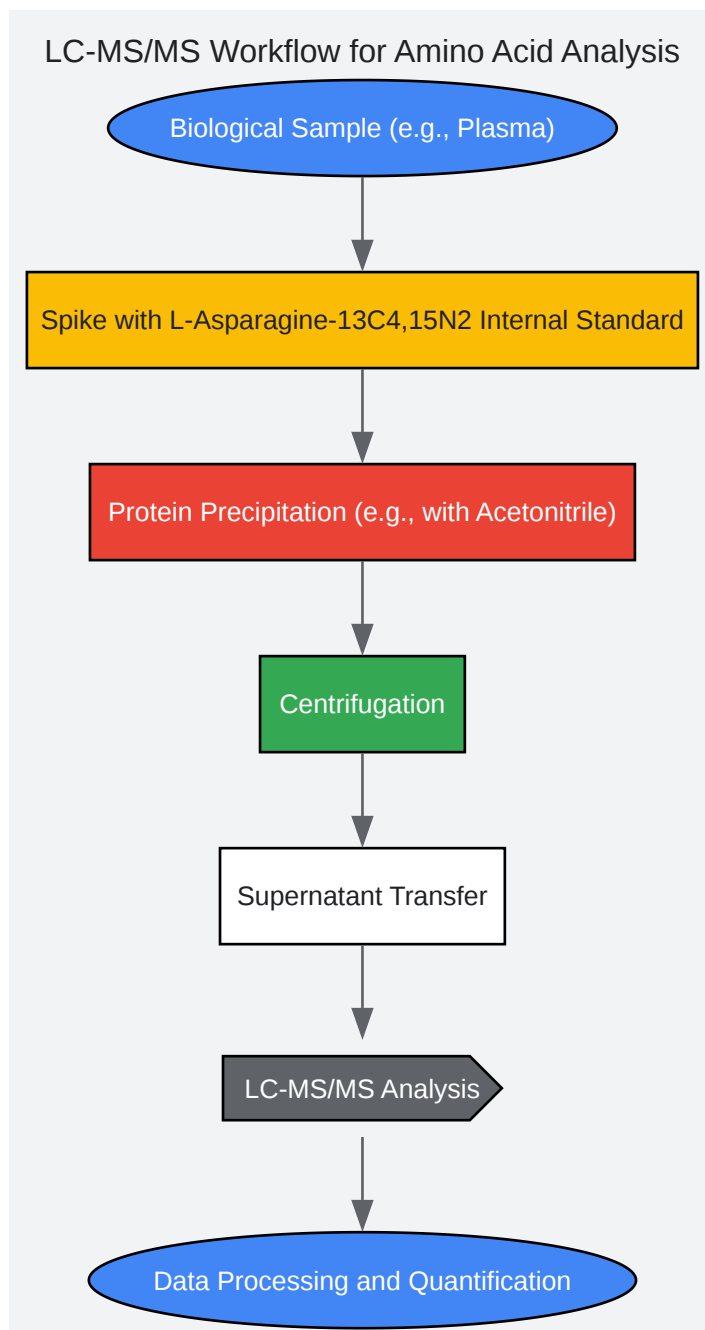 LC-MS/MS Workflow for Amino Acid Analysis
Biological Sample (e.g., Plasma)
Spike with L-Asparagine-13C4,15N2 Internal Standard
Protein Precipitation (e.g., with Acetonitrile)
Centrifugation
Supernatant Transfer
LC-MS/MS Analysis
Data Processing and Quantification